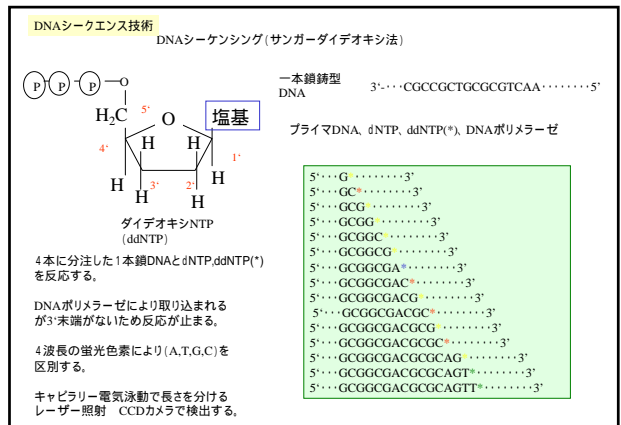 DNAシークエンス技術
DNAシーケンシング(サンガーダイデオキシ法)
P P P O
H₂C 5‘ O 塩基
4‘ H H 1‘
H 3‘ 2‘ H
H H
ダイデオキシNTP
(ddNTP)
4本に分注した1本鎖DNAとdNTP,ddNTP(*)
を反応する。
DNAポリメラーゼにより取り込まれる
が3‘末端がないため反応が止まる。
4波長の蛍光色素により(A,T,G,C)を
区別する。
キャピラリー電気泳動で長さを分ける
レーザー照射 CCDカメラで検出する。
一本鎖鋳型
DNA
3‘-···CGCCGCTGCGCGTCAA········5’
プライマDNA、dNTP、ddNTP(*)、DNAポリメラーゼ
5‘···G*········3’
5‘···GC*········3’
5‘···GCG*········3’
5‘···GCGG*········3’
5‘···GCGGC*········3’
5‘···GCGGCG*········3’
5‘···GCGGCGA*········3’
5‘···GCGGCGAC*········3’
5‘···GCGGCGACG*········3’
5‘···GCGGCGACGC*········3’
5‘···GCGGCGACGCG*········3’
5‘···GCGGCGACGCGC*········3’
5‘···GCGGCGACGCGCAG*········3’
5‘···GCGGCGACGCGCAGT*········3’
5‘···GCGGCGACGCGCAGTT*········3’